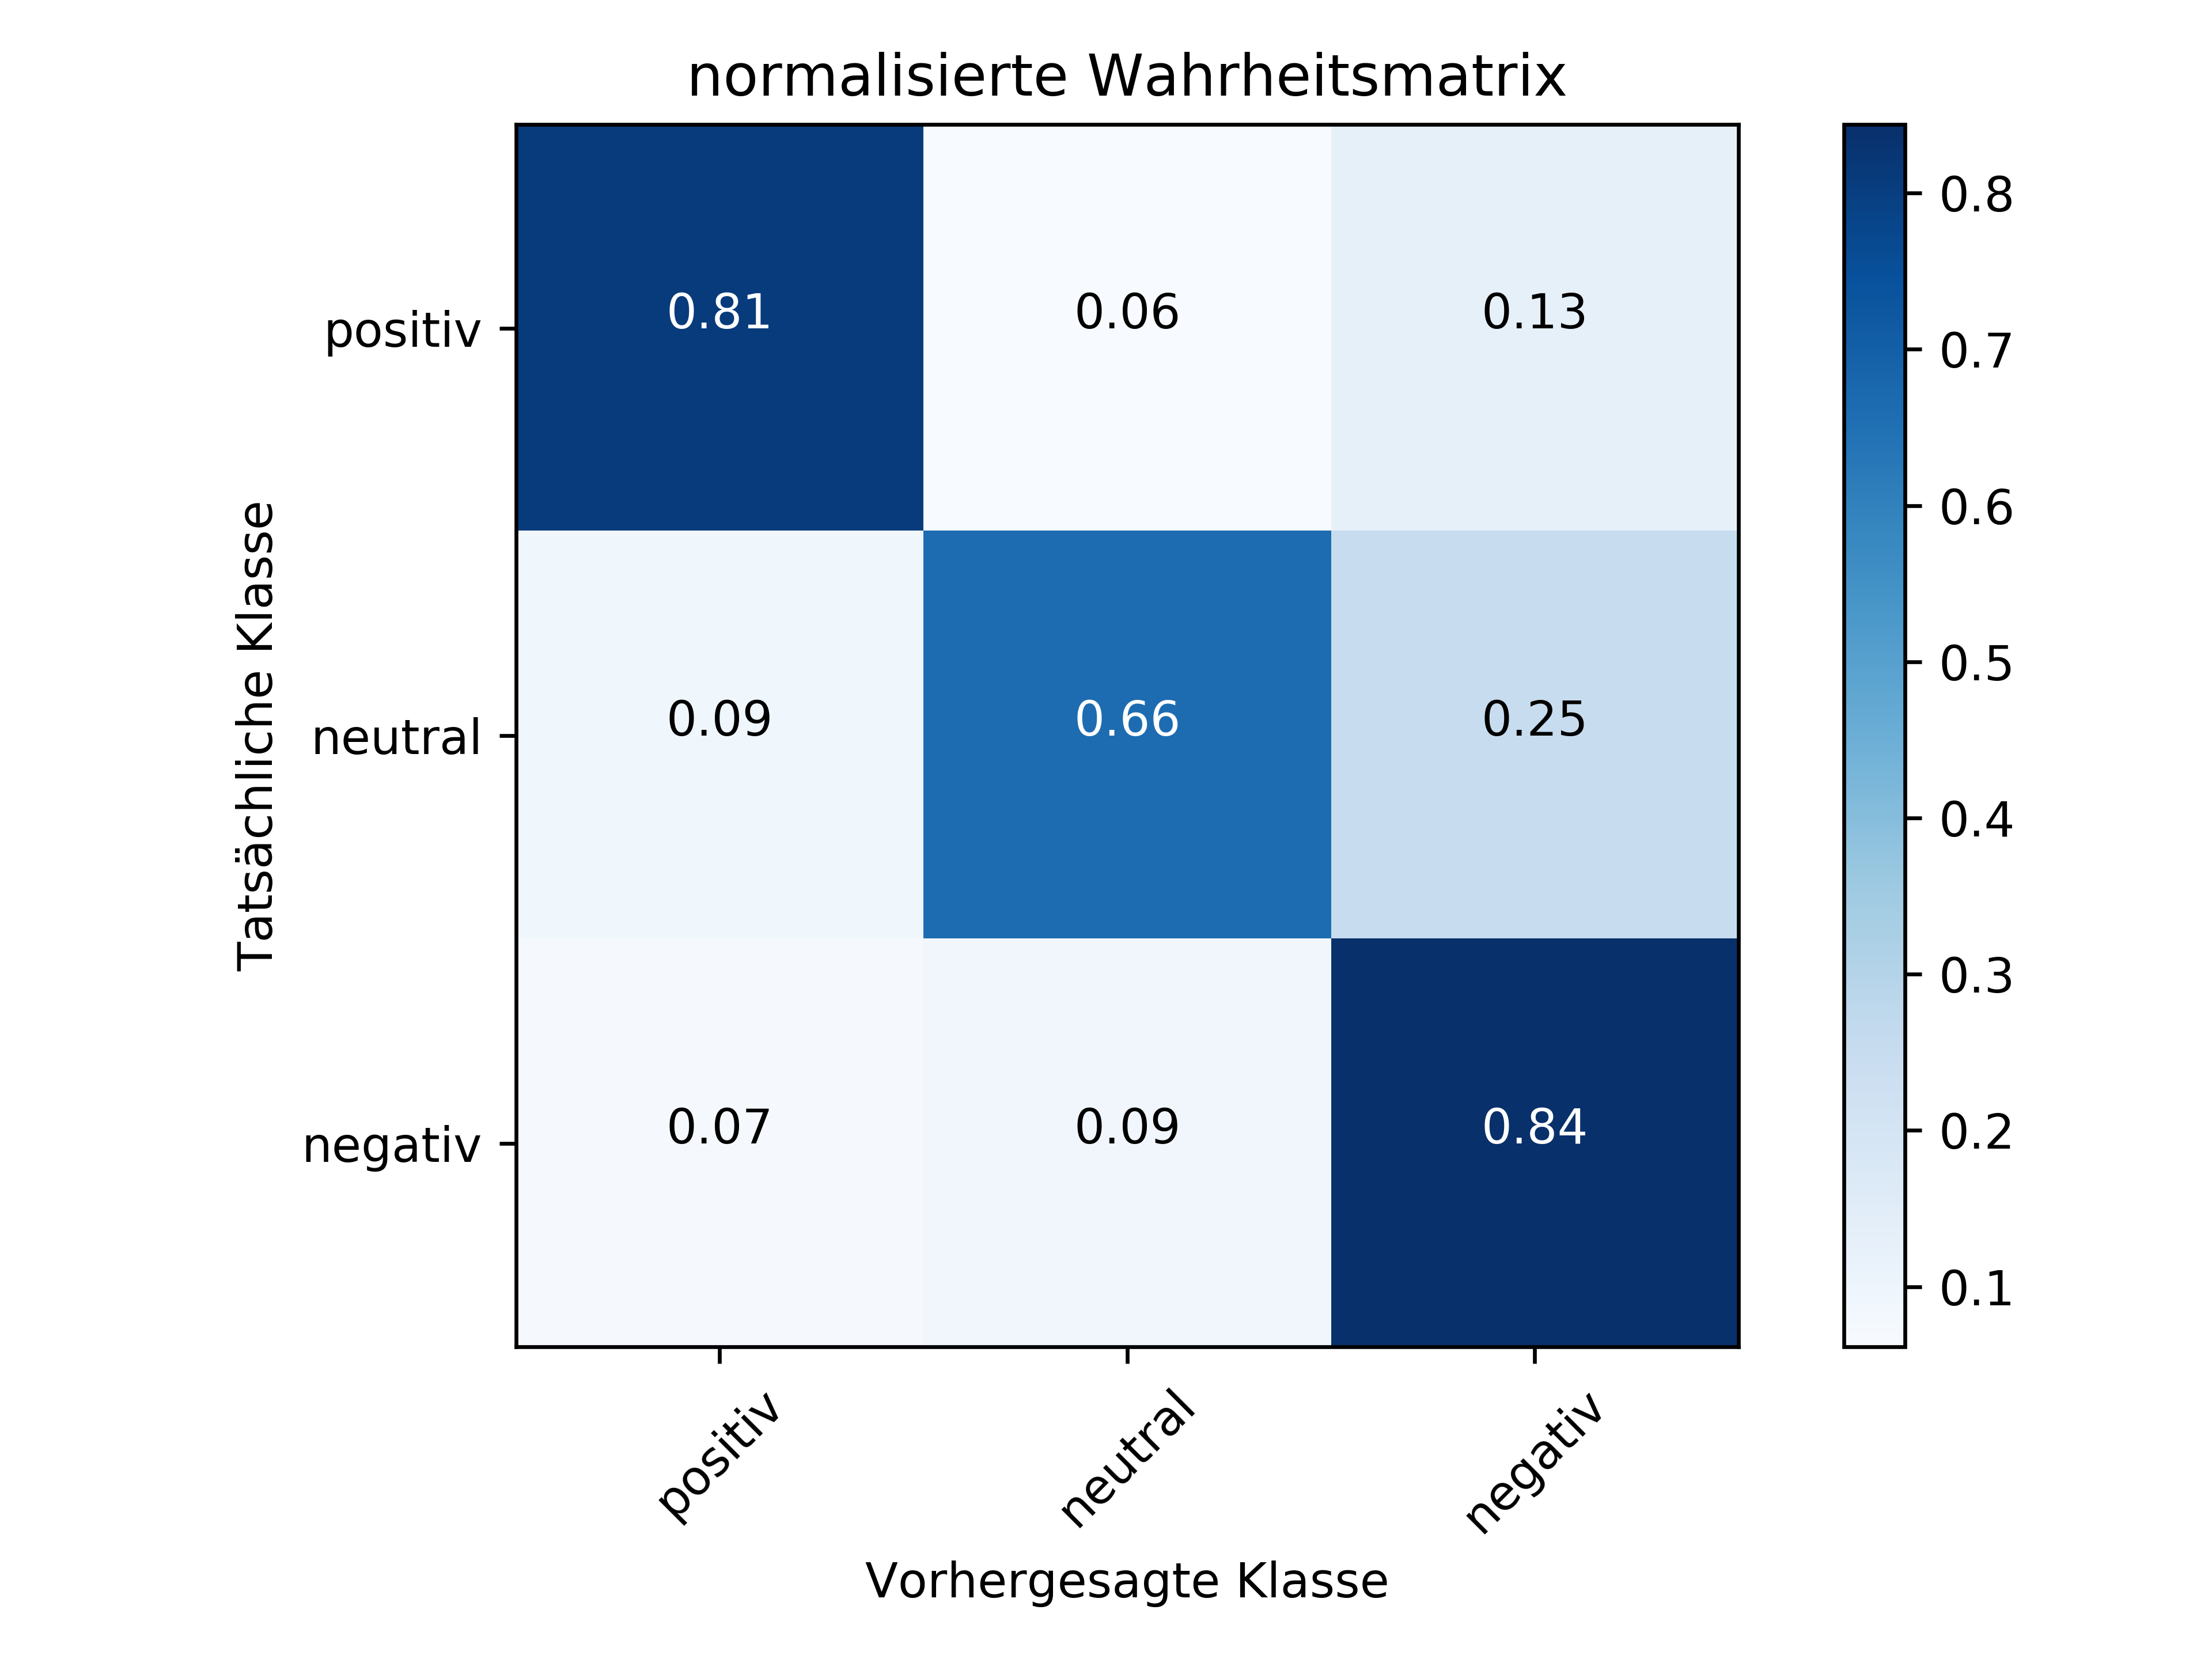 normalisierte Wahrheitsmatrix
Tatsächliche Klasse
positiv
0.81 0.06 0.13
neutral
0.09 0.66 0.25
negativ
0.07 0.09 0.84
positiv neutral negativ
Vorhergesagte Klasse
0.8
0.7
0.6
0.5
0.4
0.3
0.2
0.1